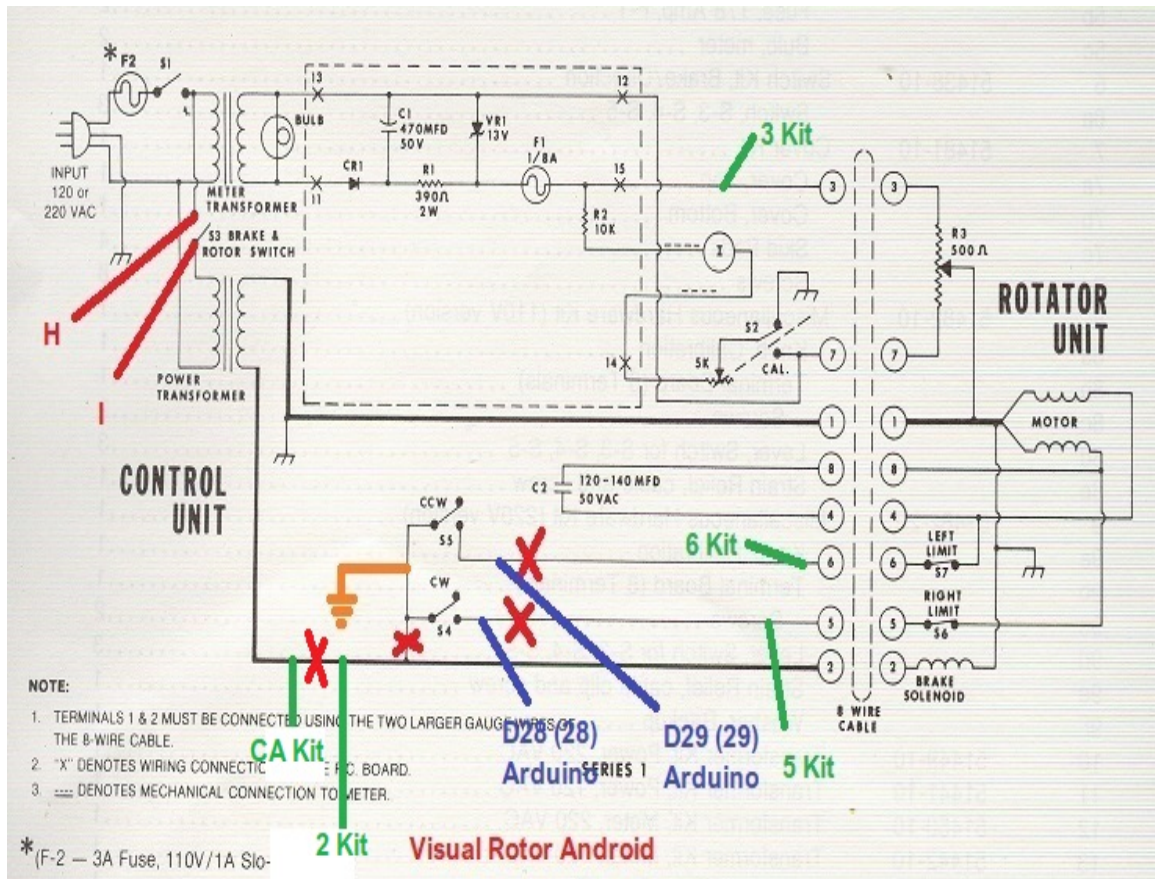 * F2 S1
INPUT
120 or
220 VAC
METER
TRANSFORMER
S3 BRAKE &
ROTOR SWITCH
H
I
POWER
TRANSFORMER
BULB
13
12
C1
470MFD
50V
VR1
13V
CR1
R1
390Ω
2W
F1
1/8A
11
15
R2
10K
3 Kit
I
S2
5K
CAL.
14
3
7
1
8
4
6
5
2
3
7
1
8
4
6
5
2
R3
500 Ω
ROTATOR
UNIT
MOTOR
CONTROL
UNIT
C2
120-140 MFD
50VAC
CCW
S5
CW
S4
6 Kit
LEFT
LIMIT
S7
RIGHT
LIMIT
S6
BRAKE
SOLENOID
8 WIRE
CABLE
NOTE:
1. TERMINALS 1 & 2 MUST BE CONNECTED USING THE TWO LARGER GAUGE WIRES OF
THE 8-WIRE CABLE.
2. "X" DENOTES WIRING P.C. BOARD.
3. ---- DENOTES MECHANICAL CONNECTION TO METER.
CA Kit
2 Kit
D28 (28)
Arduino
D29 (29)
Arduino
SERIES 1
5 Kit
*(F-2 — 3A Fuse, 110V/1A Slo-
Visual Rotor Android